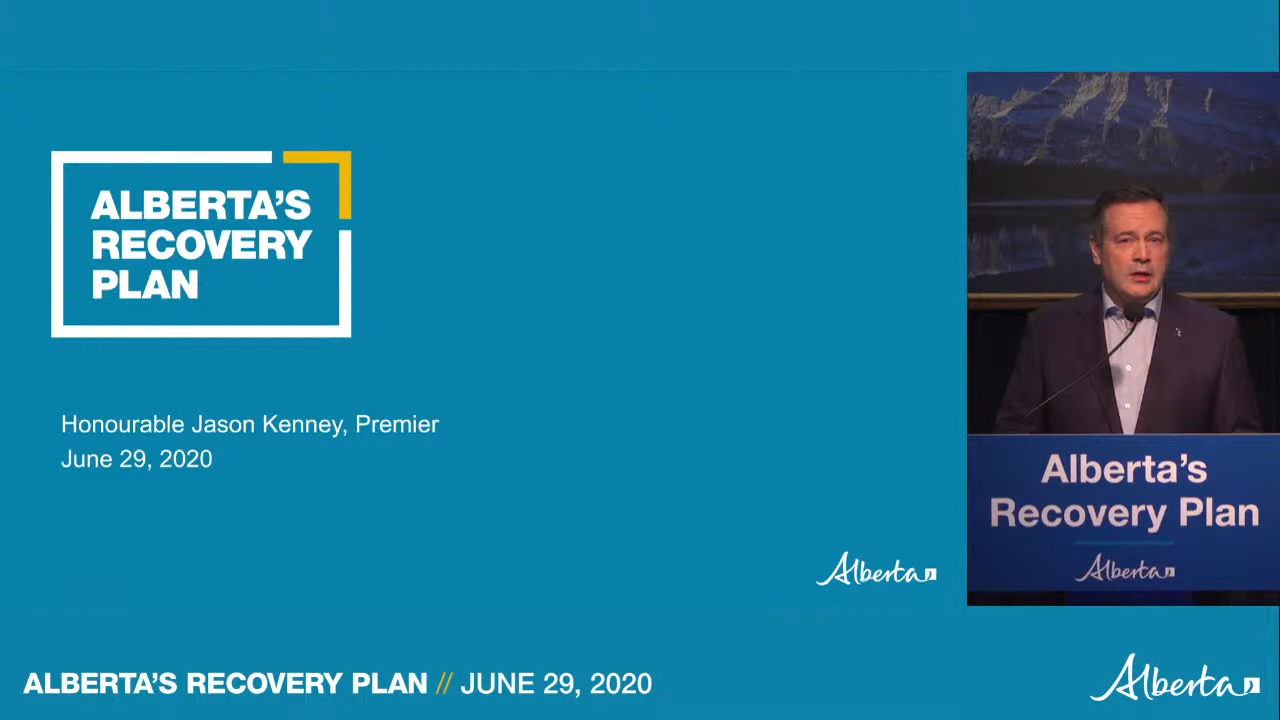 ALBERTA'S
RECOVERY
PLAN
Honourable Jason Kenney, Premier
June 29, 2020
Alberta
Alberta's
Recovery Plan
Alberta
ALBERTA'S RECOVERY PLAN // JUNE 29, 2020
Alberta